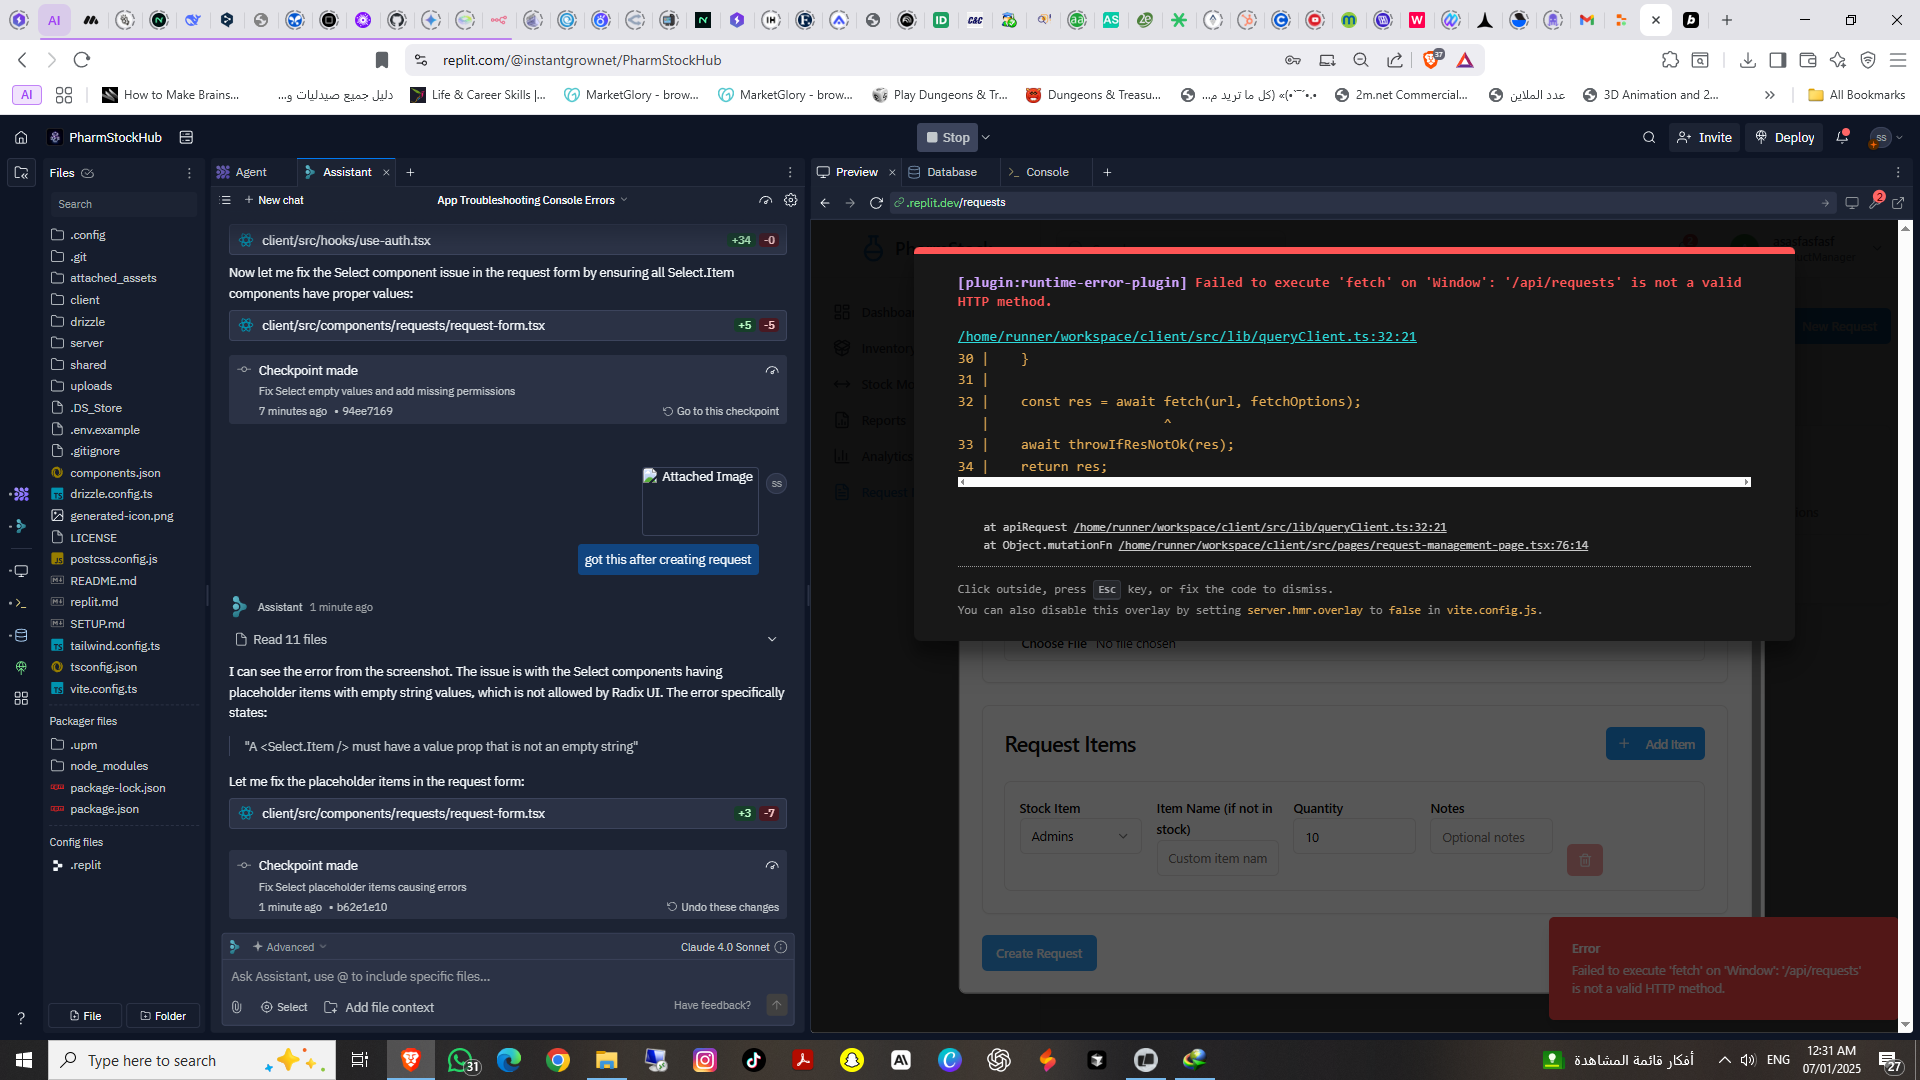 AI
replit.com/@instantgrownet/PharmStockHub
37
AI
How to Make Brains...
دليل جميع صيدليات و...
Life & Career Skills |...
MarketGlory - brow...
MarketGlory - brow...
Play Dungeons & Tr...
Dungeons & Treasu...
2m.net Commercial...
عدد الملاين
3D Animation and 2...
All Bookmarks
PharmStockHub
Stop
Invite
Deploy
SS
Files
Search
.config
.git
attached_assets
client
drizzle
server
shared
uploads
.DS_Store
.env.example
.gitignore
components.json
drizzle.config.ts
generated-icon.png
LICENSE
postcss.config.js
README.md
replit.md
SETUP.md
tailwind.config.ts
tsconfig.json
vite.config.ts
Packager files
.upm
node_modules
package-lock.json
package.json
Config files
.replit
File
Folder
Agent
Assistant
New chat
App Troubleshooting Console Errors
client/src/hooks/use-auth.tsx
+34 -0
Now let me fix the Select component issue in the request form by ensuring all Select.Item
components have proper values:
client/src/components/requests/request-form.tsx
+5 -5
Checkpoint made
Fix Select empty values and add missing permissions
7 minutes ago • 94ee7169
Go to this checkpoint
Attached Image
SS
got this after creating request
Assistant 1 minute ago
Read 11 files
I can see the error from the screenshot. The issue is with the Select components having
placeholder items with empty string values, which is not allowed by Radix UI. The error specifically
states:
"A <Select.Item /> must have a value prop that is not an empty string"
Let me fix the placeholder items in the request form:
client/src/components/requests/request-form.tsx
+3 -7
Checkpoint made
Fix Select placeholder items causing errors
1 minute ago • b62e1e10
Undo these changes
Advanced
Claude 4.0 Sonnet
Ask Assistant, use @ to include specific files...
Select
Add file context
Have feedback?
Preview
Database
Console
.replit.dev/requests
2
[plugin:runtime-error-plugin] Failed to execute 'fetch' on 'Window': '/api/requests' is not a valid
HTTP method.
/home/runner/workspace/client/src/lib/queryClient.ts:32:21
30 | }
31 |
32 | const res = await fetch(url, fetchOptions);
| ^
33 | await throwIfResNotOk(res);
34 | return res;
at apiRequest /home/runner/workspace/client/src/lib/queryClient.ts:32:21
at Object.mutationFn /home/runner/workspace/client/src/pages/request-management-page.tsx:76:14
Click outside, press Esc key, or fix the code to dismiss.
You can also disable this overlay by setting server.hmr.overlay to false in vite.config.js.
Inventory
Reports
Analytics
New Request
Choose File No file chosen
Request Items
Add Item
Stock Item
Item Name (if not in
stock)
Quantity
Notes
Admins
Custom item nam
10
Optional notes
Create Request
Error
Failed to execute 'fetch' on 'Window': '/api/requests'
is not a valid HTTP method.
Type here to search
31
أفكار قائمة المشاهدة
ENG
12:31 AM
07/01/2025
27